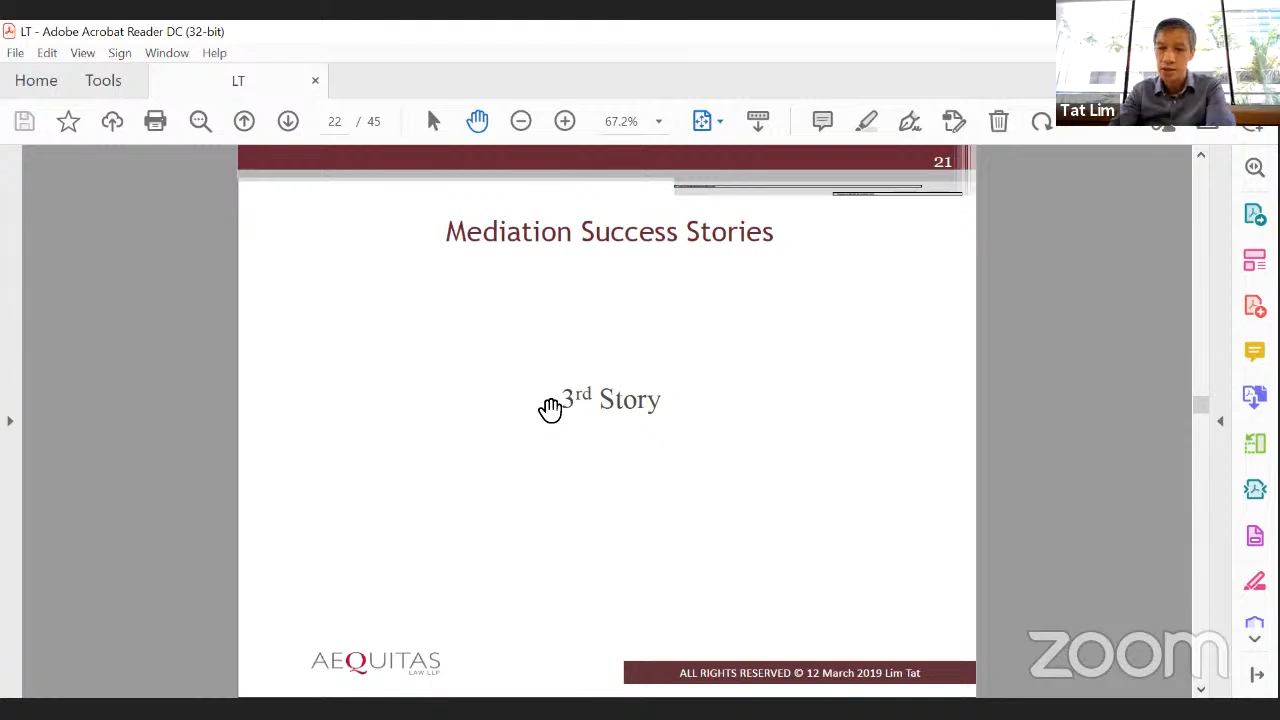 LT - Adobe Acrobat Reader DC (32-bit)
File Edit View Sign Window Help
Home Tools LT ×
22 / 45 67.2%
Tat Lim
21
Mediation Success Stories
3rd Story
AEQUITAS
LAW LLP
ALL RIGHTS RESERVED © 12 March 2019 Lim Tat
zoom